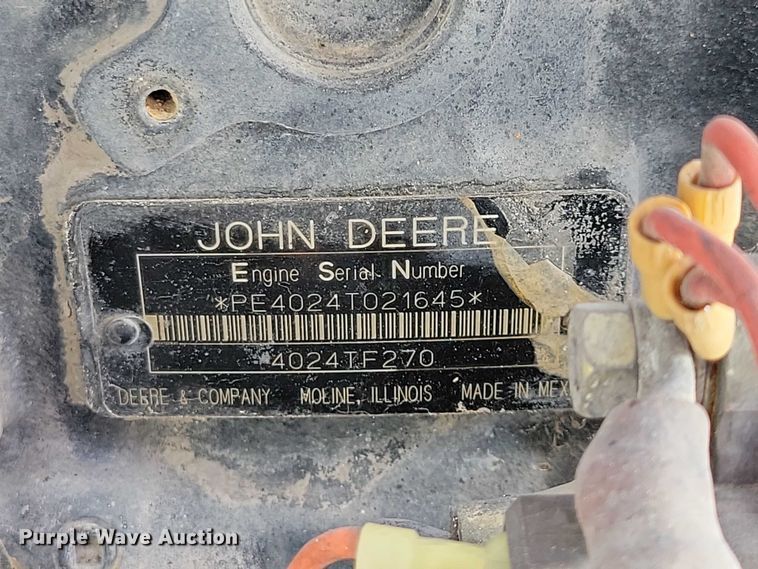 JOHN DEERE
Engine Serial Number
*PE4024T021645*
4024TF270
DEERE & COMPANY MOLINE, ILLINOIS MADE IN MEX
Purple Wave Auction